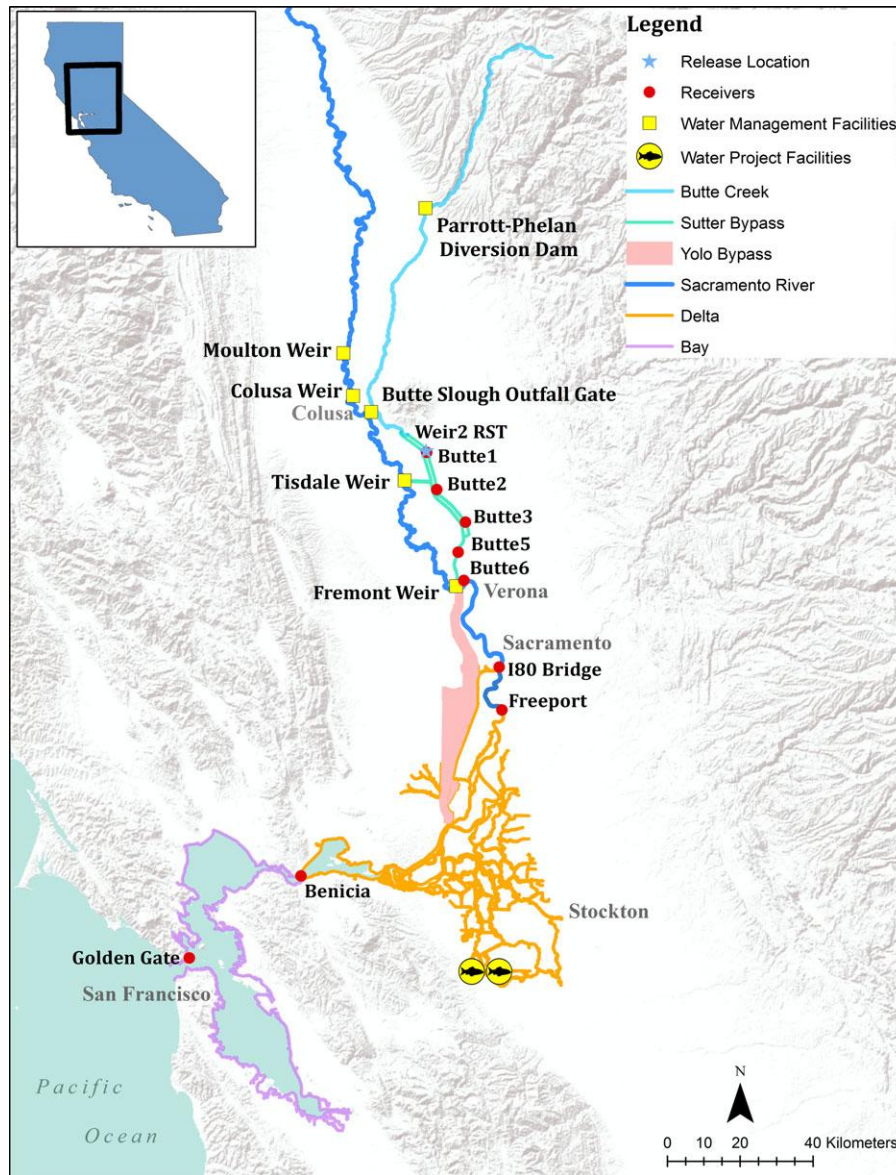 Legend
Release Location
Receivers
Water Management Facilities
Water Project Facilities
Butte Creek
Sutter Bypass
Yolo Bypass
Sacramento River
Delta
Bay
Parrott-Phelan
Diversion Dam
Moulton Weir
Colusa Weir
Butte Slough Outfall Gate
Colusa
Weir2 RST
Butte1
Tisdale Weir
Butte2
Butte3
Butte5
Butte6
Fremont Weir
Verona
Sacramento
I80 Bridge
Freeport
Benicia
Stockton
Golden Gate
San Francisco
Pacific
Ocean
N
0 10 20 40 Kilometers